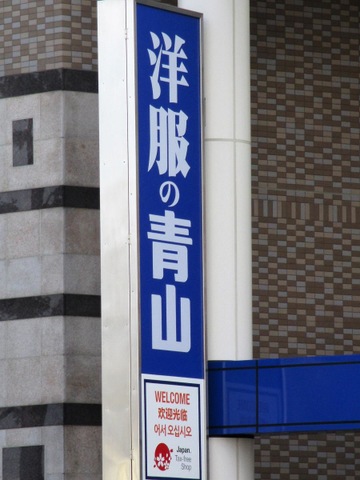 洋服の青山
WELCOME
欢迎光临
어서 오십시오
Japan.
Tax-free
Shop